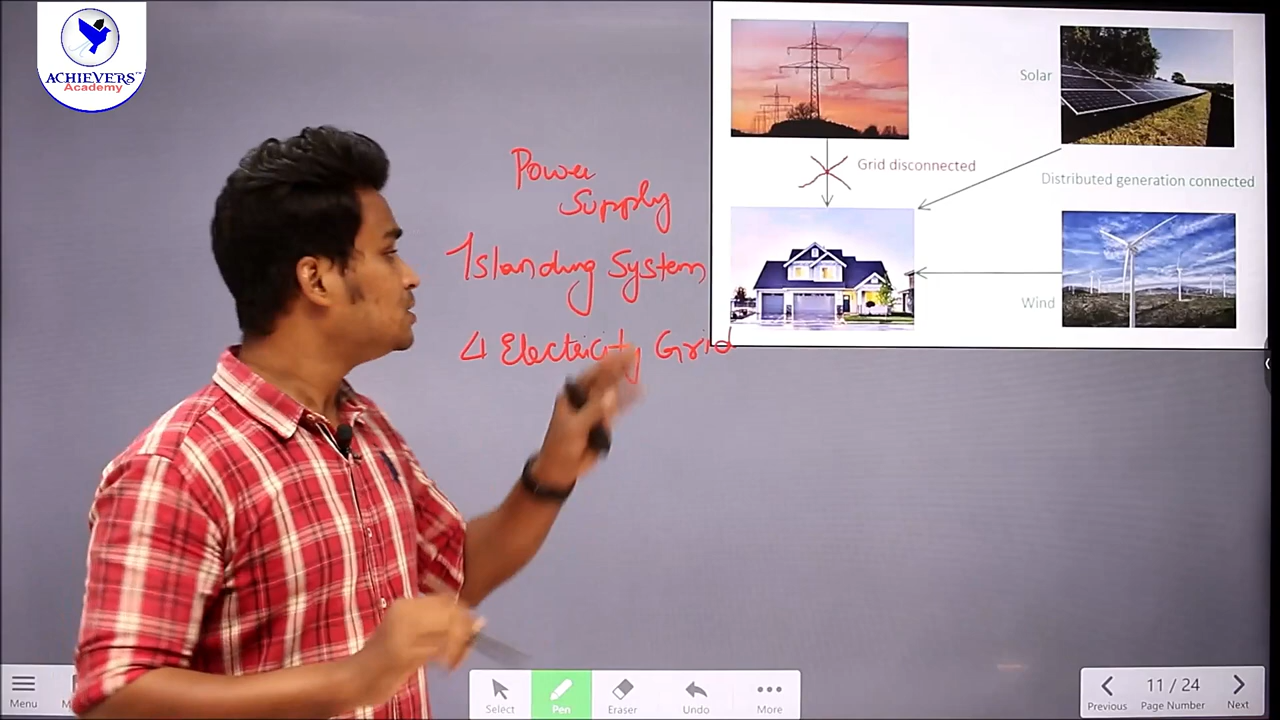 ACHIEVERS
Academy
Power
Supply
Islanding System
4 Electricity Grid
Solar
Grid disconnected
Distributed generation connected
Wind
Menu
Select
Pen
Eraser
Undo
More
Previous
11 / 24
Page Number
Next